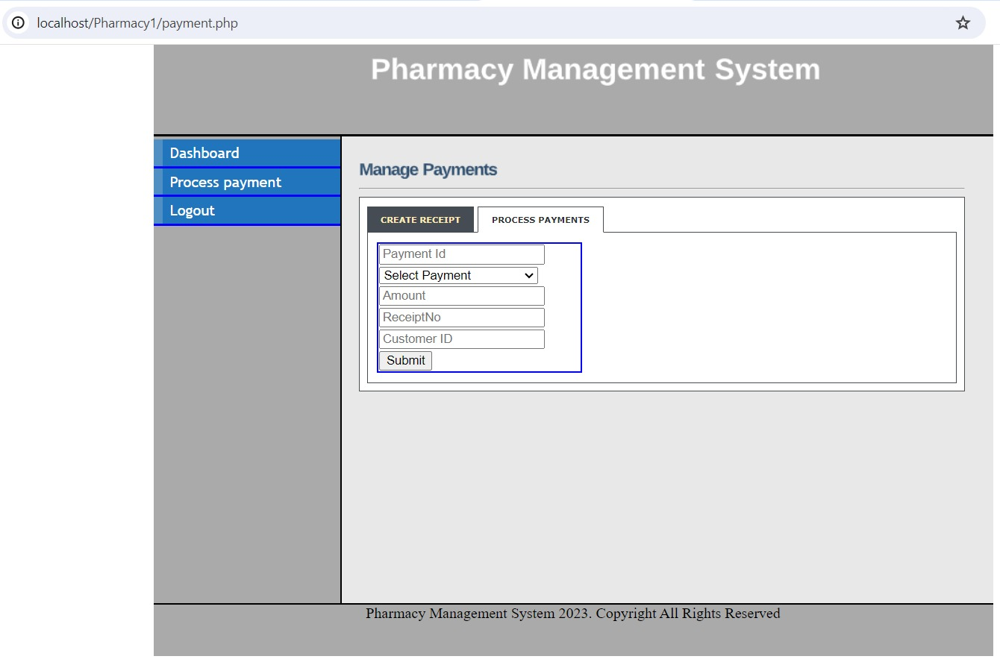 localhost/Pharmacy1/payment.php
Pharmacy Management System
Dashboard
Process payment
Logout
Manage Payments
CREATE RECEIPT PROCESS PAYMENTS
Payment Id
Select Payment
Amount
ReceiptNo
Customer ID
Submit
Pharmacy Management System 2023. Copyright All Rights Reserved